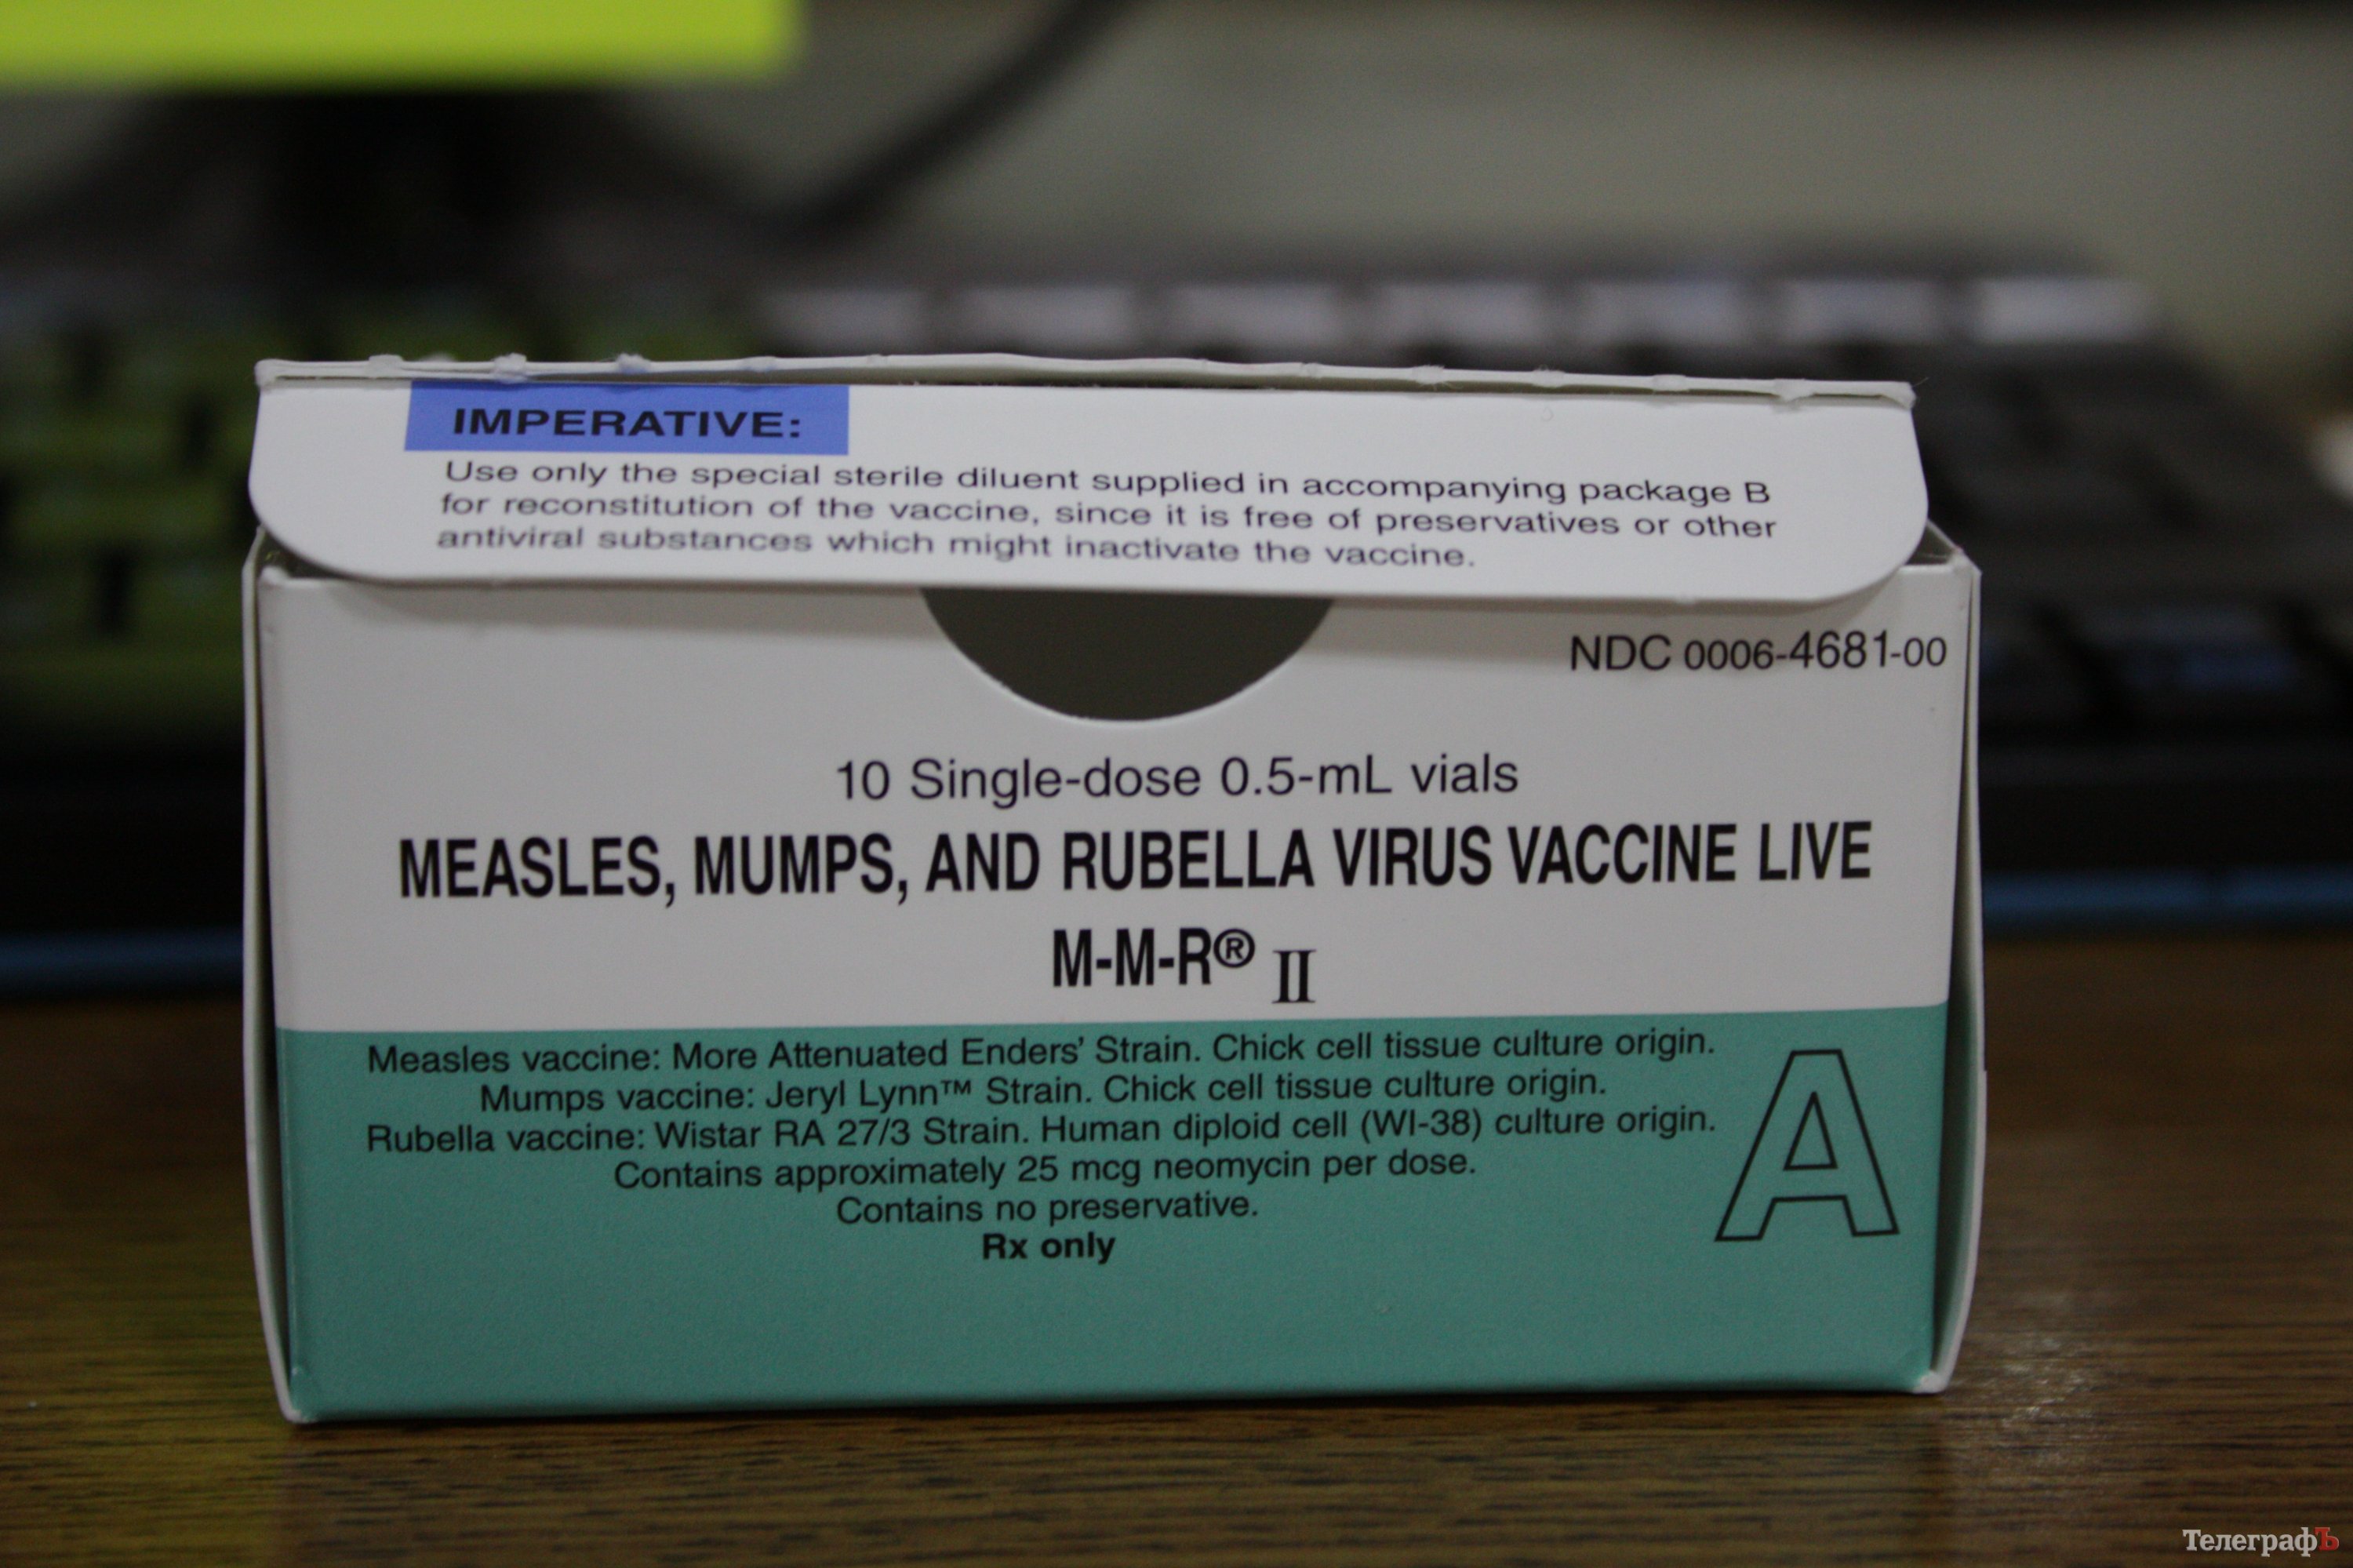 IMPERATIVE:
Use only the special sterile diluent supplied in accompanying package B
for reconstitution of the vaccine, since it is free of preservatives or other
antiviral substances which might inactivate the vaccine.
NDC 0006-4681-00
10 Single-dose 0.5-mL vials
MEASLES, MUMPS, AND RUBELLA VIRUS VACCINE LIVE
M-M-R® II
Measles vaccine: More Attenuated Enders’ Strain. Chick cell tissue culture origin.
Mumps vaccine: Jeryl Lynn™ Strain. Chick cell tissue culture origin.
Rubella vaccine: Wistar RA 27/3 Strain. Human diploid cell (WI-38) culture origin.
Contains approximately 25 mcg neomycin per dose.
Contains no preservative.
Rx only
A
ТелеграфЪ